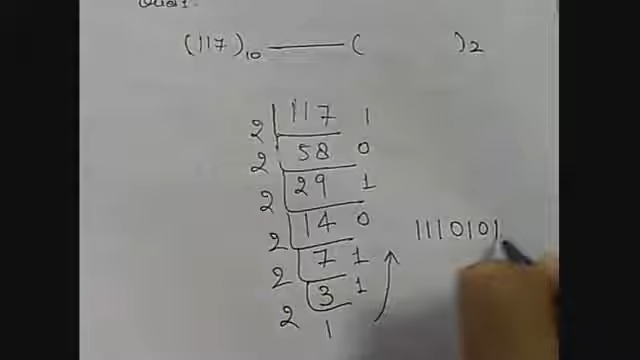 (117)10 —— ( )2
2 117 1
2 58 0
2 29 1
2 14 0
2 7 1
2 3 1
2 1
1110101